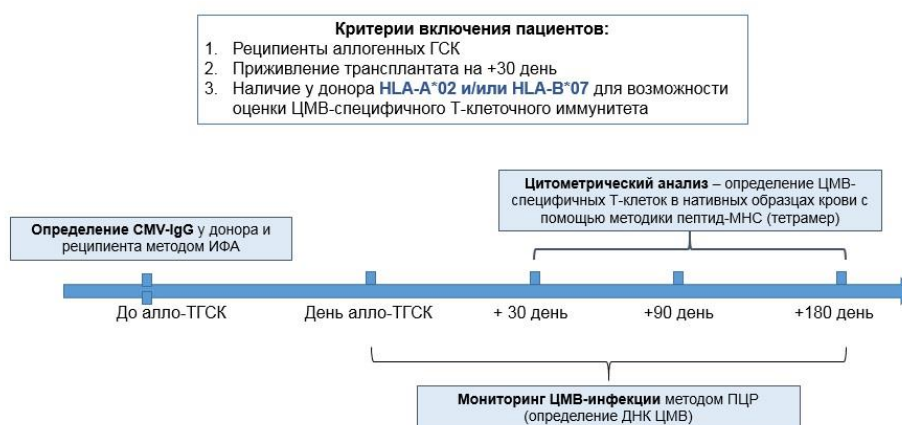 Критерии включения пациентов:
1. Реципиенты аллогенных ГСК
2. Приживление трансплантата на +30 день
3. Наличие у донора HLA-A*02 и/или HLA-B*07 для возможности
оценки ЦМВ-специфичного Т-клеточного иммунитета
Цитометрический анализ – определение ЦМВ-
специфичных Т-клеток в нативных образцах крови с
помощью методики пептид-МНС (тетрамер)
Определение CMV-IgG у донора и
реципиента методом ИФА
До алло-ТГСК
День алло-ТГСК
+ 30 день
+90 день
+180 день
Мониторинг ЦМВ-инфекции методом ПЦР
(определение ДНК ЦМВ)